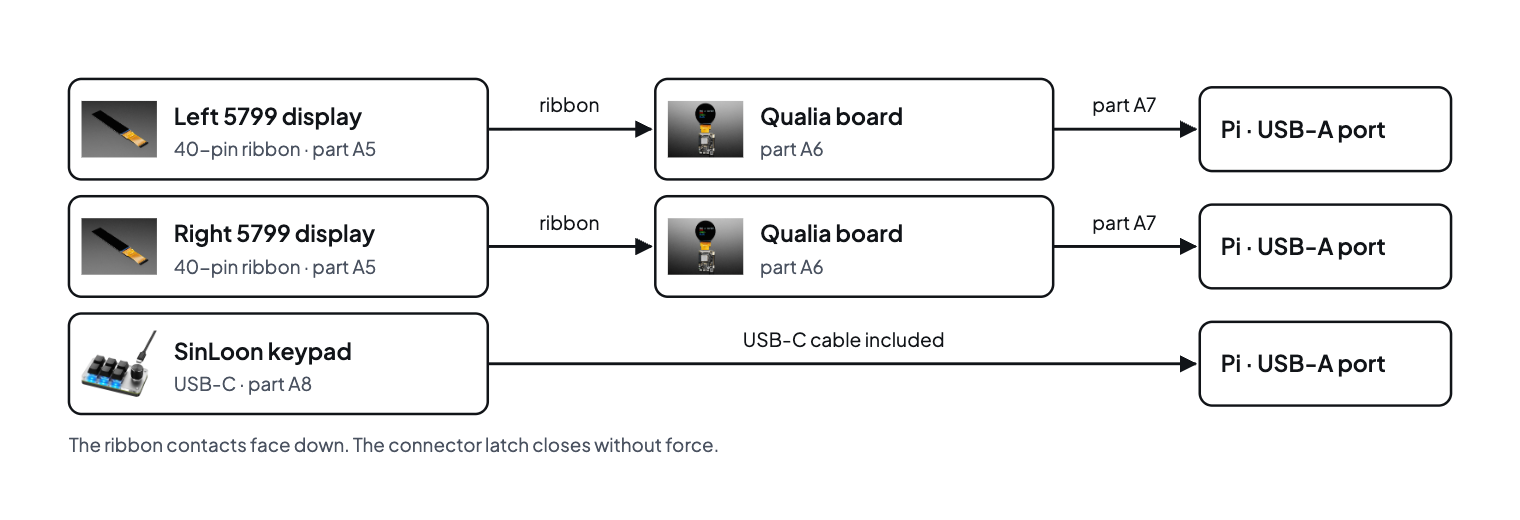 Left 5799 display
40-pin ribbon · part A5
ribbon
Qualia board
part A6
part A7
Pi · USB-A port
Right 5799 display
40-pin ribbon · part A5
ribbon
Qualia board
part A6
part A7
Pi · USB-A port
SinLoon keypad
USB-C · part A8
USB-C cable included
Pi · USB-A port
The ribbon contacts face down. The connector latch closes without force.